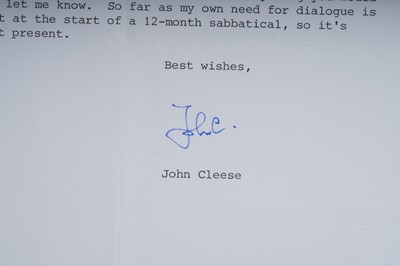 let me know.  So far as my own need for dialogue is
at the start of a 12-month sabbatical, so it's
present.
Best wishes,
John Cleese